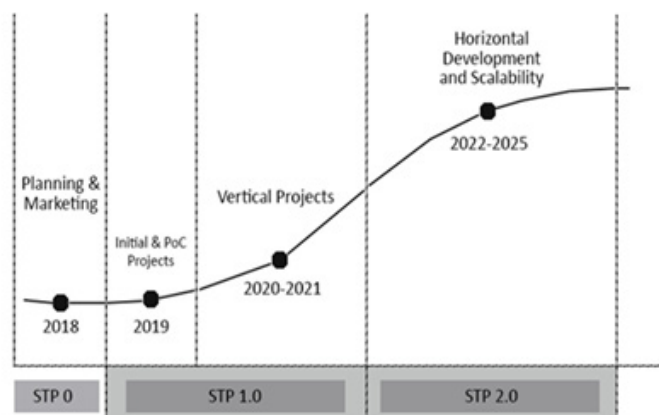 Horizontal
Development
and Scalability
2022-2025
Planning &
Marketing
Vertical Projects
Initial & PoC
Projects
2020-2021
2018
2019
STP 0
STP 1.0
STP 2.0